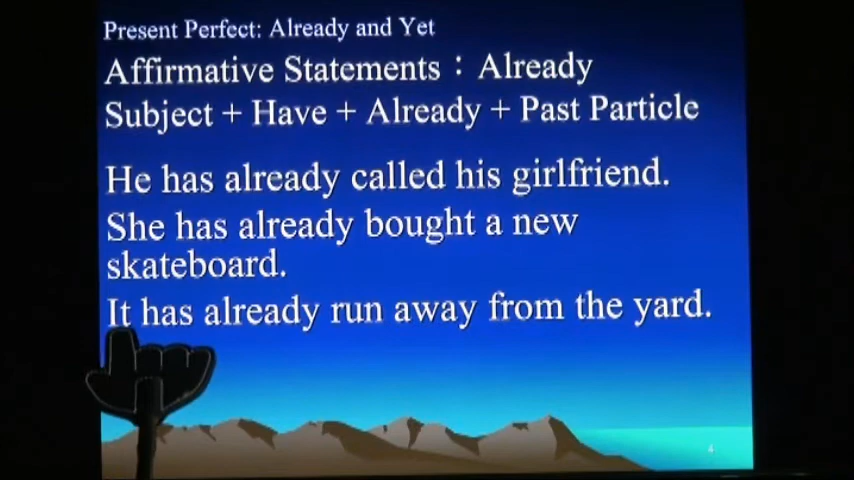 Present Perfect: Already and Yet
Affirmative Statements：Already
Subject + Have + Already + Past Particle
He has already called his girlfriend.
She has already bought a new
skateboard.
It has already run away from the yard.
4